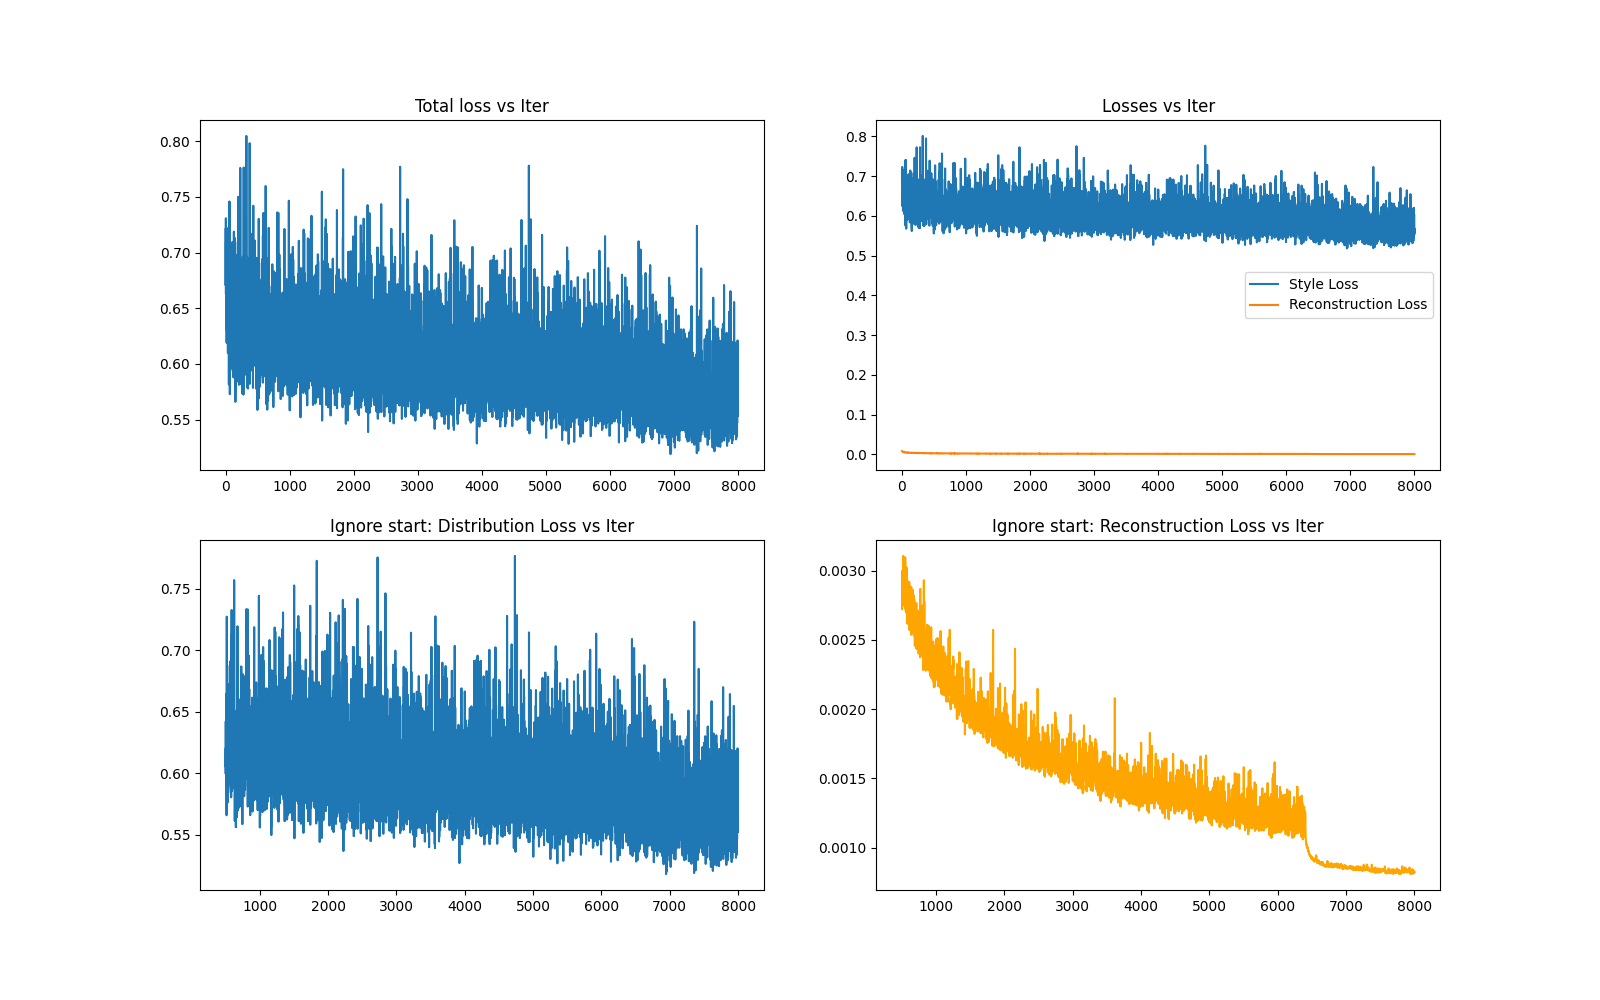 Total loss vs Iter
0.80
0.75
0.70
0.65
0.60
0.55
0 1000 2000 3000 4000 5000 6000 7000 8000
Losses vs Iter
0.8
0.7
0.6
0.5
0.4
0.3
0.2
0.1
0.0
Style Loss
Reconstruction Loss
0 1000 2000 3000 4000 5000 6000 7000 8000
Ignore start: Distribution Loss vs Iter
0.75
0.70
0.65
0.60
0.55
1000 2000 3000 4000 5000 6000 7000 8000
Ignore start: Reconstruction Loss vs Iter
0.0030
0.0025
0.0020
0.0015
0.0010
1000 2000 3000 4000 5000 6000 7000 8000